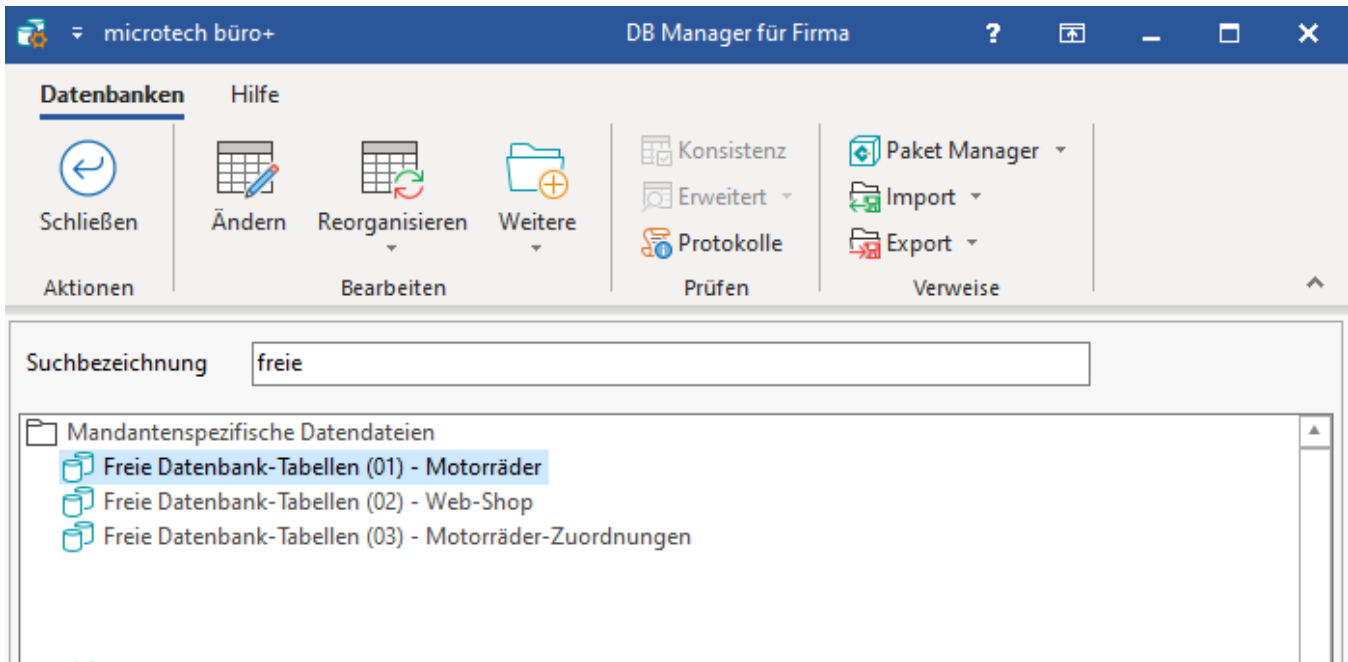 microtech büro+ DB Manager für Firma ?
Datenbanken Hilfe
Schließen
Ändern
Reorganisieren
Weitere
Konsistenz
Erweitert
Protokolle
Paket Manager
Import
Export
Aktionen Bearbeiten Prüfen Verweise
Suchbezeichnung freie
Mandantenspezifische Datendateien
Freie Datenbank-Tabellen (01) - Motorräder
Freie Datenbank-Tabellen (02) - Web-Shop
Freie Datenbank-Tabellen (03) - Motorräder-Zuordnungen